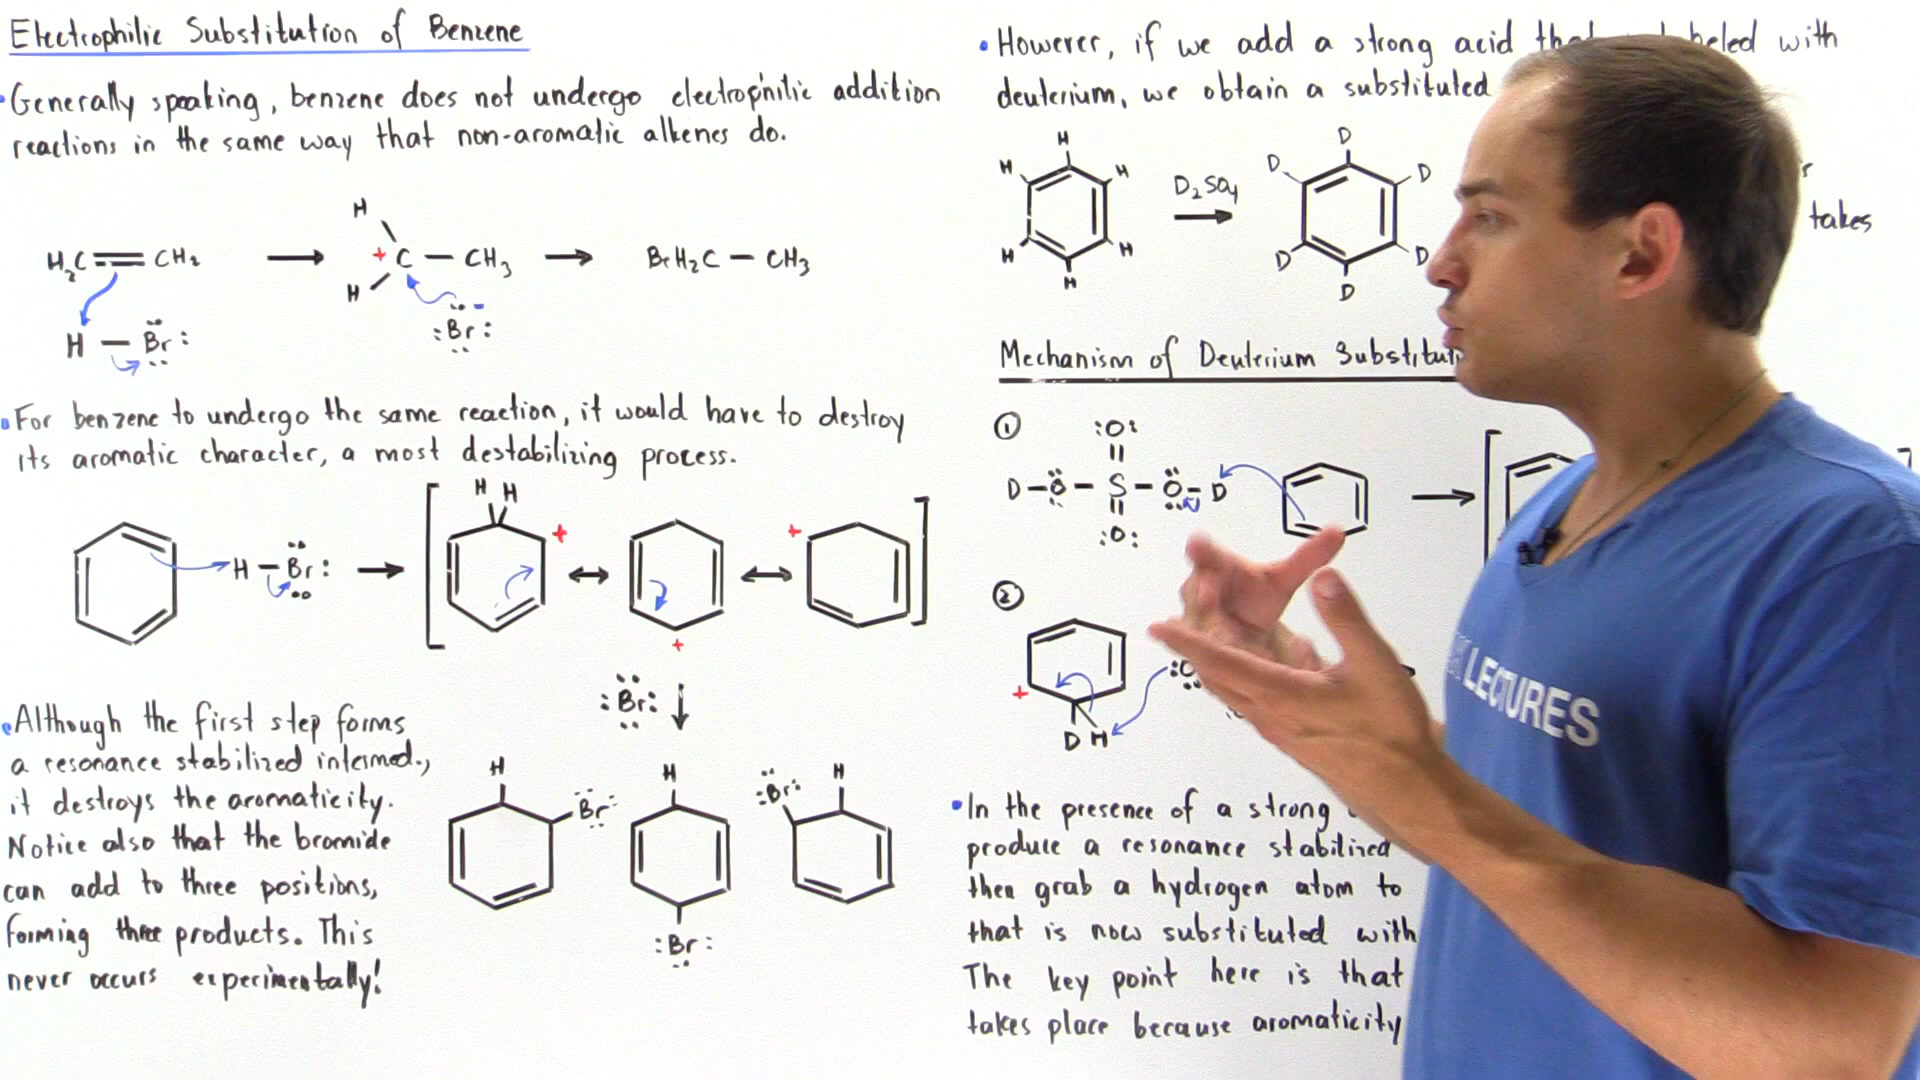 Electrophilic Substitution of Benzene
• Generally speaking, benzene does not undergo electrophilic addition
reactions in the same way that non-aromatic alkenes do.
H₂C CH₂
H Br
H
+ C — CH₃
H
Br -
BrH₂C — CH₃
• For benzene to undergo the same reaction, it would have to destroy
its aromatic character, a most destabilizing process.
H — Br
H H
+
+
+
Br
• Although the first step forms
a resonance stabilized intermed.,
it destroys the aromaticity.
Notice also that the bromide
can add to three positions,
forming three products. This
never occurs experimentally!
H
Br
H
Br
Br H
• However, if we add a strong acid labeled with
deuterium, we obtain a substituted
takes
H
H H
H H
H
D₂SO₄
D
D D
D D
D
Mechanism of Deuterium
①
O
D — O — S — O — D
O
②
+
D H
• In the presence of a strong
produce a resonance stabilized
then grab a hydrogen atom to
that is now substituted with
The key point here is that
takes place because aromaticity
LECTURES